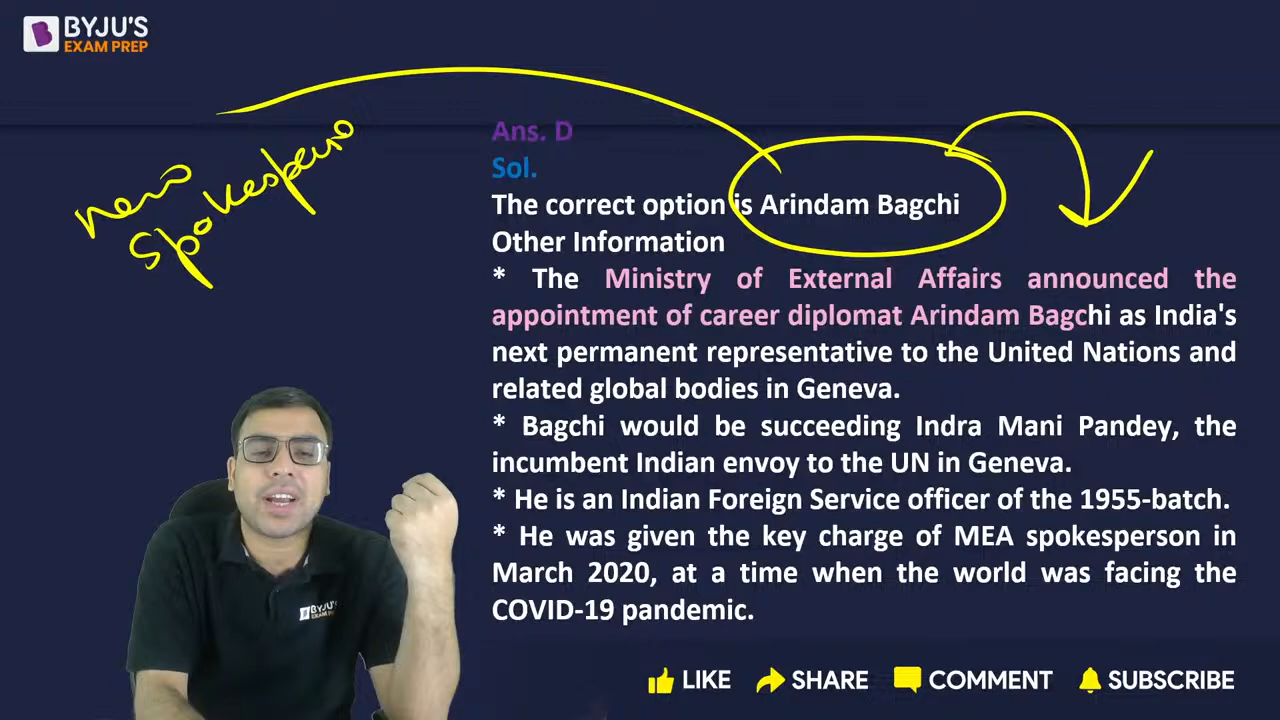 BYJU'S
EXAM PREP
new
Ans. D
Sol.
The correct option is Arindam Bagchi
Other Information
* The Ministry of External Affairs announced the
appointment of career diplomat Arindam Bagchi as India's
next permanent representative to the United Nations and
related global bodies in Geneva.
* Bagchi would be succeeding Indra Mani Pandey, the
incumbent Indian envoy to the UN in Geneva.
* He is an Indian Foreign Service officer of the 1955-batch.
* He was given the key charge of MEA spokesperson in
March 2020, at a time when the world was facing the
COVID-19 pandemic.
BYJU'S
EXAM PREP
LIKE SHARE COMMENT SUBSCRIBE